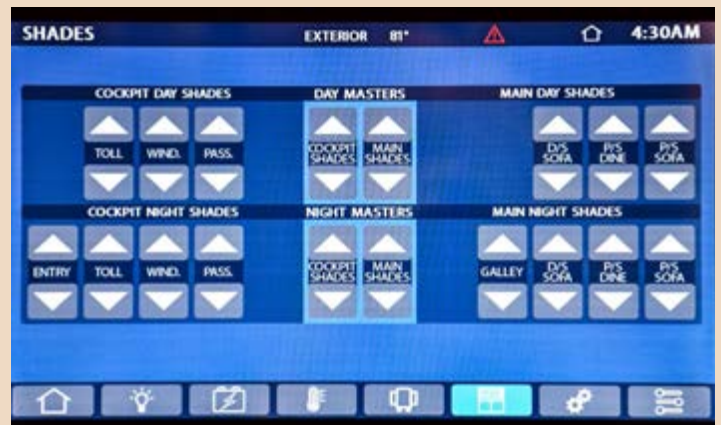 SHADES EXTERIOR 81° 4:30AM
COCKPIT DAY SHADES DAY MASTERS MAIN DAY SHADES
TOLL WIND. PASS. COCKPIT SHADES MAIN SHADES D/S SOFA P/S DINE P/S SOFA
COCKPIT NIGHT SHADES NIGHT MASTERS MAIN NIGHT SHADES
ENTRY TOLL WIND. PASS. COCKPIT SHADES MAIN SHADES GALLEY D/S SOFA P/S DINE P/S SOFA